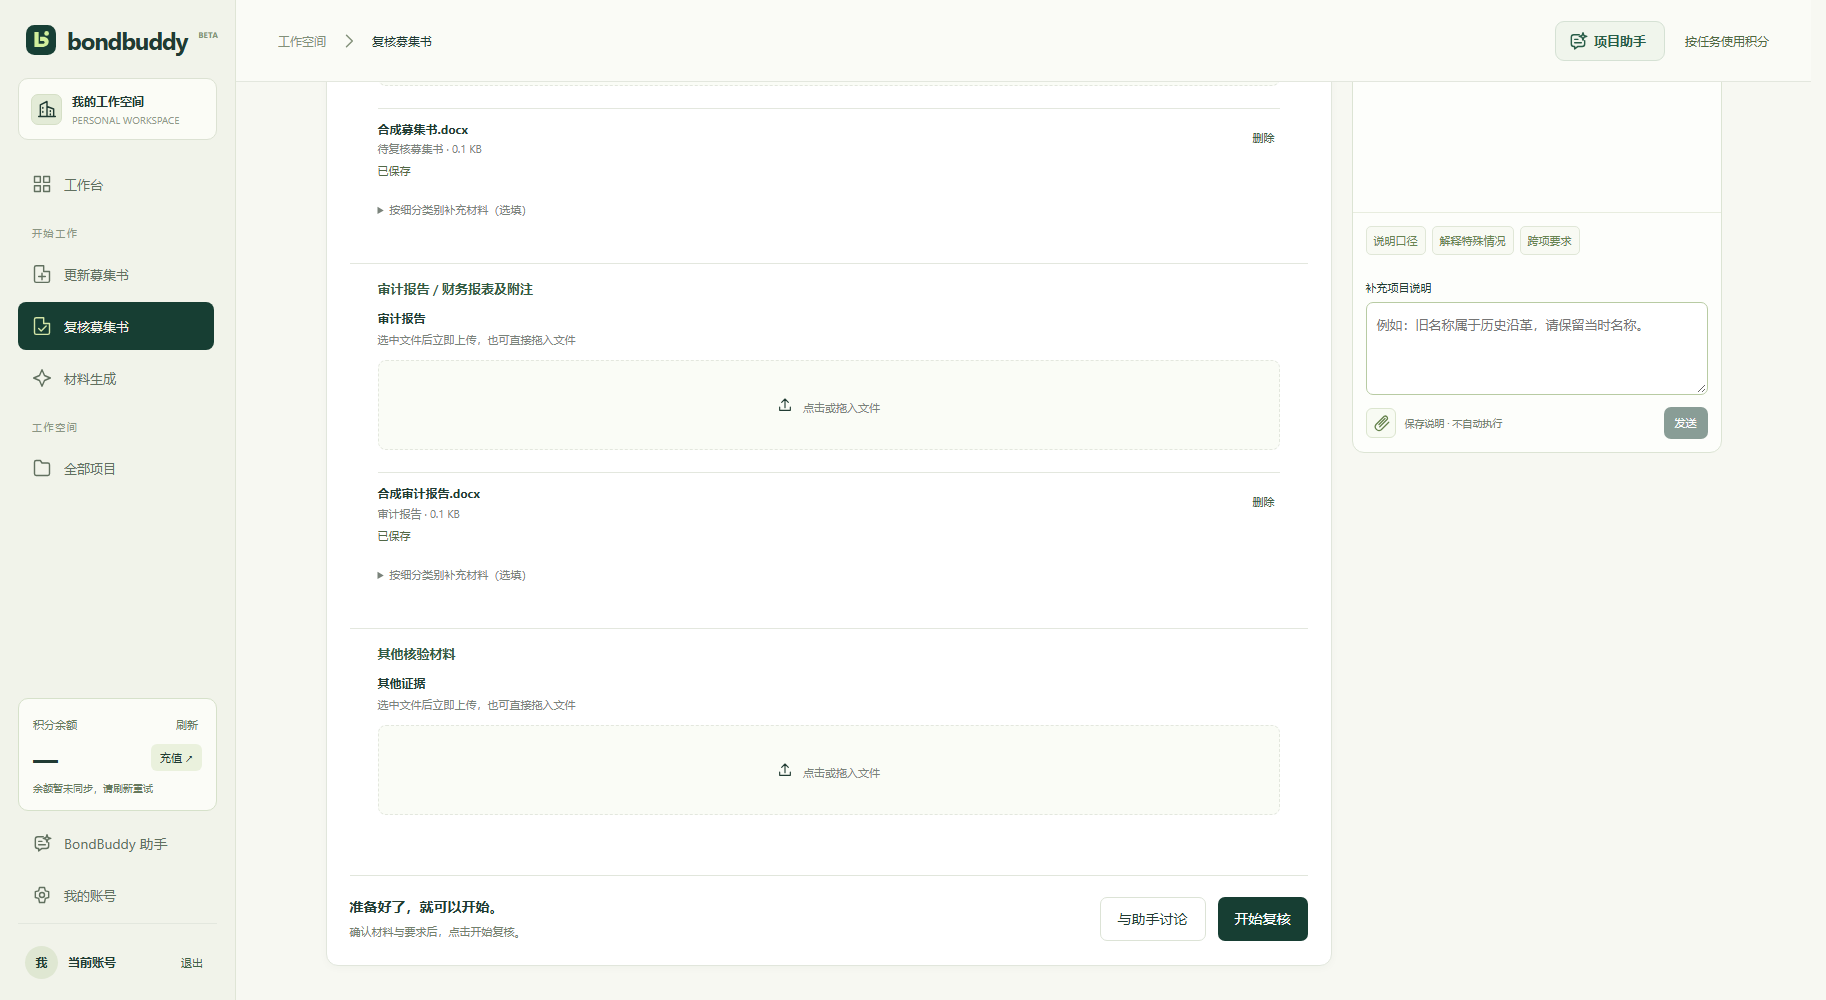 bondbuddy BETA
我的工作空间
PERSONAL WORKSPACE
工作台
开始工作
更新募集书
复核募集书
材料生成
工作空间
全部项目
积分余额 刷新
—
充值↗
余额暂未同步，请刷新重试
BondBuddy 助手
我的账号
我 当前账号 退出
工作空间 > 复核募集书
项目助手 按任务使用积分
合成募集书.docx
删除
待复核募集书 · 0.1 KB
已保存
▶ 按细分类别补充材料（选填）
审计报告 / 财务报表及附注
审计报告
选中文件后立即上传，也可直接拖入文件
点击或拖入文件
合成审计报告.docx
删除
审计报告 · 0.1 KB
已保存
▶ 按细分类别补充材料（选填）
其他核验材料
其他证据
选中文件后立即上传，也可直接拖入文件
点击或拖入文件
准备好了，就可以开始。
确认材料与要求后，点击开始复核。
与助手讨论 开始复核
说明口径 解释特殊情况 跨项要求
补充项目说明
例如：旧名称属于历史沿革，请保留当时名称。
保存说明 · 不自动执行 发送